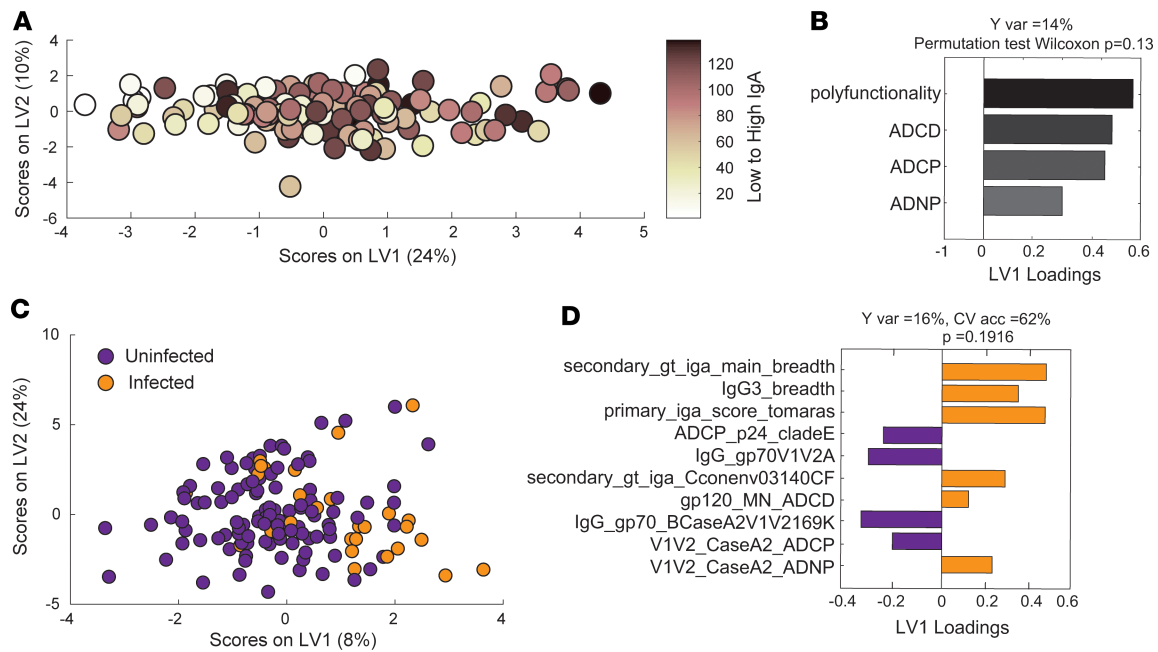 A
Scores on LV2 (10%)
4
2
0
-2
-4
-6
-4
-3
-2
-1
0
1
2
3
4
5
Scores on LV1 (24%)
120
100
80
60
40
20
Low to High IgA
B
Y var =14%
Permutation test Wilcoxon p=0.13
polyfunctionality
ADCD
ADCP
ADNP
-1
0
0.2
0.4
0.6
LV1 Loadings
C
Scores on LV2 (24%)
10
5
0
-5
Uninfected
Infected
-4
-2
0
2
4
Scores on LV1 (8%)
D
Y var =16%, CV acc =62%
p =0.1916
secondary_gt_iga_main_breadth
IgG3_breadth
primary_iga_score_tomaras
ADCP_p24_cladeE
IgG_gp70V1V2A
secondary_gt_iga_Cconenv03140CF
gp120_MN_ADCD
IgG_gp70_BCaseA2V1V2169K
V1V2_CaseA2_ADCP
V1V2_CaseA2_ADNP
-0.4
-0.2
0
0.2
0.4
0.6
LV1 Loadings